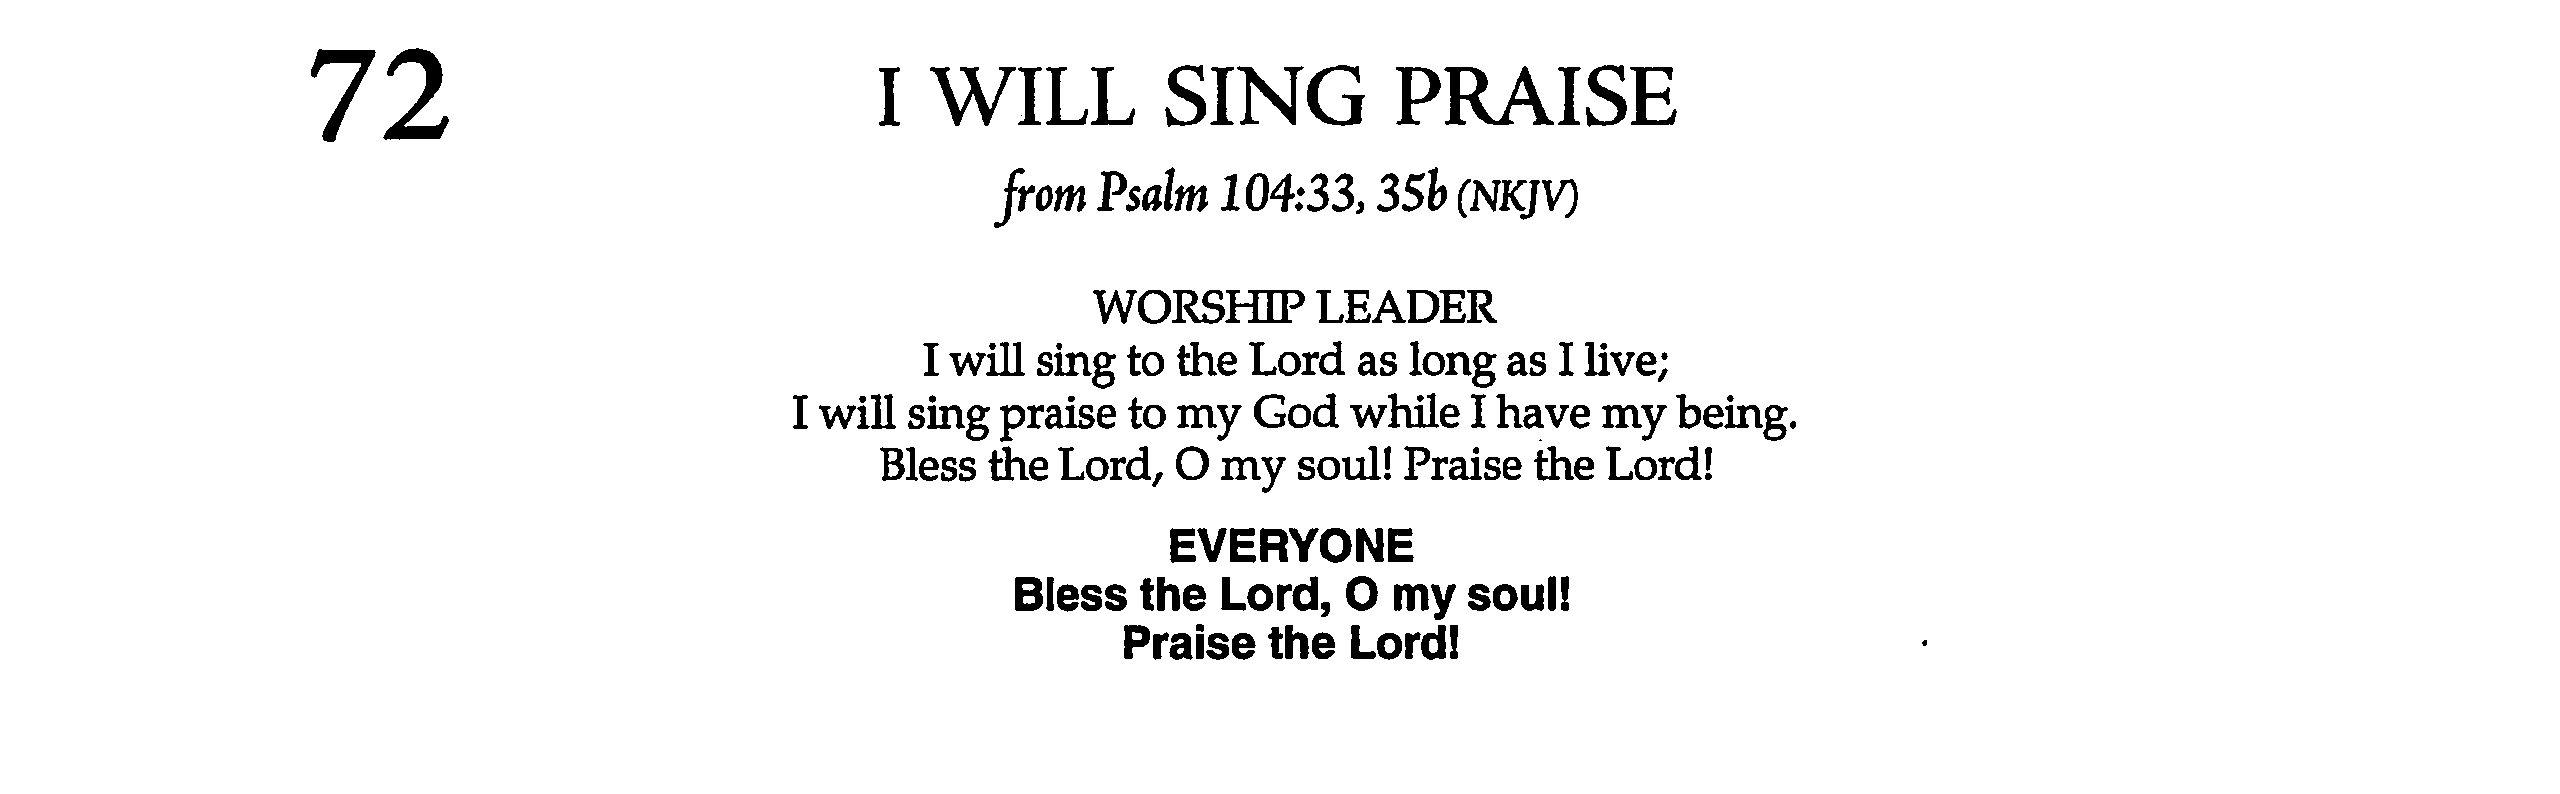 72
I WILL SING PRAISE
from Psalm 104:33, 35b (NKJV)
WORSHIP LEADER
I will sing to the Lord as long as I live;
I will sing praise to my God while I have my being.
Bless the Lord, O my soul! Praise the Lord!
EVERYONE
Bless the Lord, O my soul!
Praise the Lord!